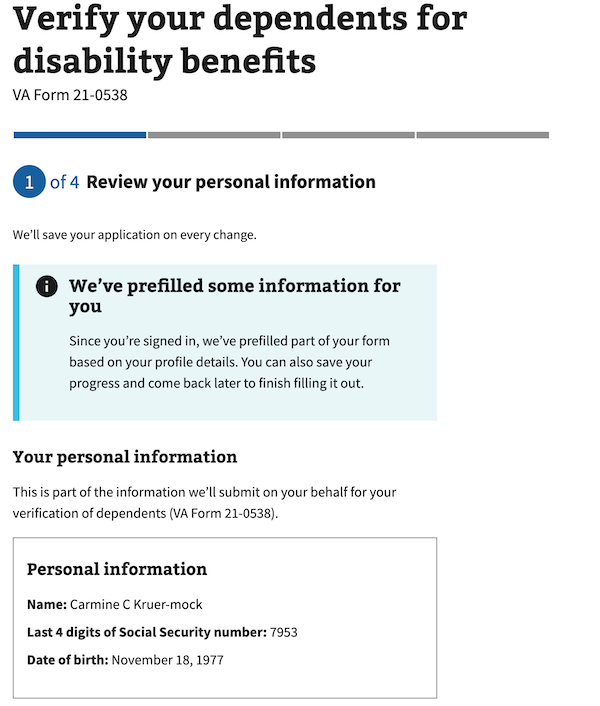 Verify your dependents for
disability benefits
VA Form 21-0538
1 of 4 Review your personal information
We’ll save your application on every change.
We’ve prefilled some information for
you
Since you’re signed in, we’ve prefilled part of your form
based on your profile details. You can also save your
progress and come back later to finish filling it out.
Your personal information
This is part of the information we’ll submit on your behalf for your
verification of dependents (VA Form 21-0538).
Personal information
Name: Carmine C Kruer-mock
Last 4 digits of Social Security number: 7953
Date of birth: November 18, 1977